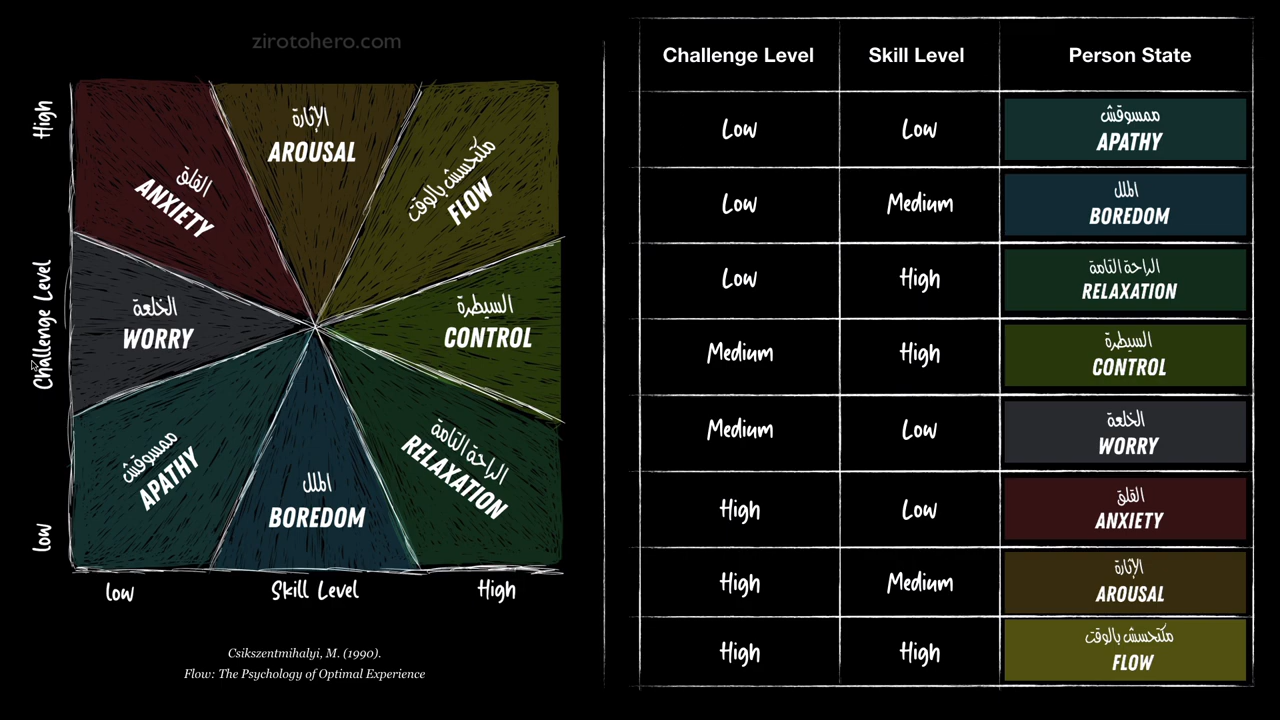 zirotohero.com
High
Challenge Level
low
الإثارة
AROUSAL
القلق
ANXIETY
مكتحسش بالوقت
FLOW
الخلعة
WORRY
السيطرة
CONTROL
ممسوقش
APATHY
الملل
BOREDOM
الراحة التامة
RELAXATION
low
Skill Level
High
Csikszentmihalyi, M. (1990).
Flow: The Psychology of Optimal Experience
Challenge Level Skill Level Person State
Low Low ممسوقش
APATHY
Low Medium الملل
BOREDOM
Low High الراحة التامة
RELAXATION
Medium High السيطرة
CONTROL
Medium Low الخلعة
WORRY
High Low القلق
ANXIETY
High Medium الإثارة
AROUSAL
High High مكتحسش بالوقت
FLOW